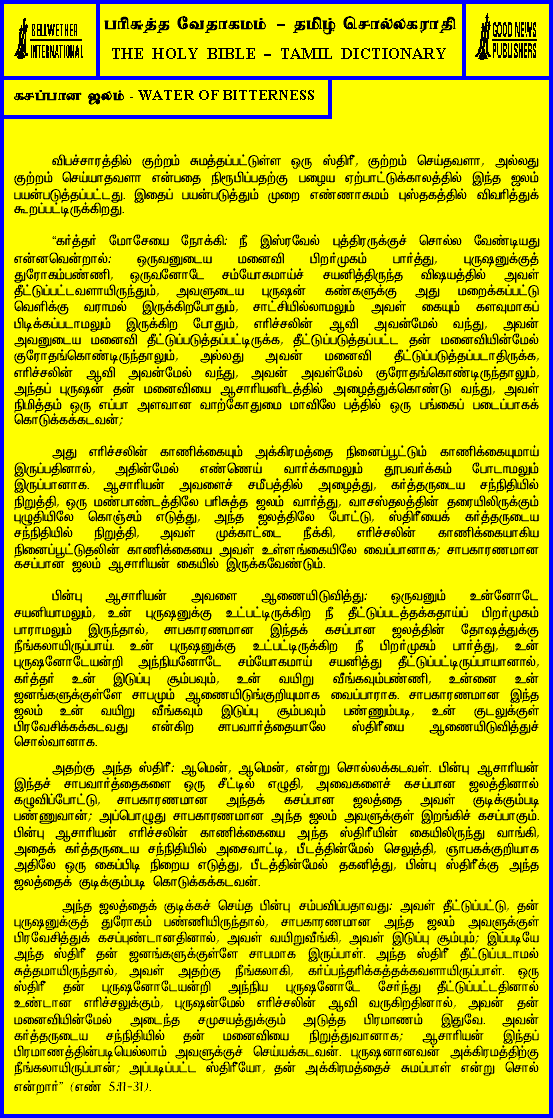 BELLWETHER
INTERNATIONAL
பரிசுத்த வேதாகமம் – தமிழ் சொல்லகராதி
THE HOLY BIBLE – TAMIL DICTIONARY
GOOD NEWS
PUBLISHERS
கசப்பான ஜலம் - WATER OF BITTERNESS
விபச்சாரத்தில் குற்றம் சுமத்தப்பட்டுள்ள ஒரு ஸ்திரீ, குற்றம் செய்தவளா, அல்லது
குற்றம் செய்யாதவளா என்பதை நிரூபிப்பதற்கு பழைய ஏற்பாட்டுக்காலத்தில் இந்த ஜலம்
பயன்படுத்தப்பட்டது. இதைப் பயன்படுத்தும் முறை எண்ணாகமம் புஸ்தகத்தில் விவரித்துக்
கூறப்பட்டிருக்கிறது.
“கர்த்தர் மோசேயை நோக்கி: நீ இஸ்ரவேல் புத்திரருக்குச் சொல்ல வேண்டியது
என்னவென்றால்: ஒருவனுடைய மனைவி பிறர்முகம் பார்த்து, புருஷனுக்குத்
துரோகம்பண்ணி, ஒருவனோடே சம்யோகமாய்ச் சயனித்திருந்த விஷயத்தில் அவள்
தீட்டுப்பட்டவளாயிருந்தும், அவளுடைய புருஷன் கண்களுக்கு அது மறைக்கப்பட்டு
வெளிக்கு வராமல் இருக்கிறபோதும், சாட்சியில்லாமலும் அவள் கையும் களவுமாகப்
பிடிக்கப்படாமலும் இருக்கிற போதும், எரிச்சலின் ஆவி அவன்மேல் வந்து, அவன்
அவனுடைய மனைவி தீட்டுப்படுத்தப்பட்டிருக்க, தீட்டுப்படுத்தப்பட்ட தன் மனைவியின்மேல்
குரோதங்கொண்டிருந்தாலும், அல்லது அவன் மனைவி தீட்டுப்படுத்தப்படாதிருக்க,
எரிச்சலின் ஆவி அவன்மேல் வந்து, அவன் அவள்மேல் குரோதங்கொண்டிருந்தாலும்,
அந்தப் புருஷன் தன் மனைவியை ஆசாரியனிடத்தில் அழைத்துக்கொண்டு வந்து, அவள்
நிமித்தம் ஒரு எப்பா அளவான வாற்கோதுமை மாவிலே பத்தில் ஒரு பங்கைப் படைப்பாகக்
கொடுக்கக்கடவன்;
அது எரிச்சலின் காணிக்கையும் அக்கிரமத்தை நினைப்பூட்டும் காணிக்கையுமாய்
இருப்பதினால், அதின்மேல் எண்ணெய் வார்க்காமலும் தூபவர்க்கம் போடாமலும்
இருப்பானாக. ஆசாரியன் அவளைச் சமீபத்தில் அழைத்து, கர்த்தருடைய சந்நிதியில்
நிறுத்தி, ஒரு மண்பாண்டத்திலே பரிசுத்த ஜலம் வார்த்து, வாசஸ்தலத்தின் தரையிலிருக்கும்
புழுதியிலே கொஞ்சம் எடுத்து, அந்த ஜலத்திலே போட்டு, ஸ்திரீயைக் கர்த்தருடைய
சந்நிதியில் நிறுத்தி, அவள் முக்காட்டை நீக்கி, எரிச்சலின் காணிக்கையாகிய
நினைப்பூட்டுதலின் காணிக்கையை அவள் உள்ளங்கையிலே வைப்பானாக; சாபகாரணமான
கசப்பான ஜலம் ஆசாரியன் கையில் இருக்கவேண்டும்.
பின்பு ஆசாரியன் அவளை ஆணையிடுவித்து: ஒருவனும் உன்னோடே
சயனியாமலும், உன் புருஷனுக்கு உட்பட்டிருக்கிற நீ தீட்டுப்படத்தக்கதாய்ப் பிறர்முகம்
பாராமலும் இருந்தால், சாபகாரணமான இந்தக் கசப்பான ஜலத்தின் தோஷத்துக்கு
நீங்கலாயிருப்பாய். உன் புருஷனுக்கு உட்பட்டிருக்கிற நீ பிறர்முகம் பார்த்து, உன்
புருஷனோடேயன்றி அந்நியனோடே சம்யோகமாய் சயனித்து தீட்டுப்பட்டிருப்பாயானால்,
கர்த்தர் உன் இடுப்பு சூம்பவும், உன் வயிறு வீங்கவும்பண்ணி, உன்னை உன்
ஜனங்களுக்குள்ளே சாபமும் ஆணையிடுங்குறியுமாக வைப்பாராக. சாபகாரணமான இந்த
ஜலம் உன் வயிறு வீங்கவும் இடுப்பு சூம்பவும் பண்ணும்படி, உன் குடலுக்குள்
பிரவேசிக்கக்கடவது என்கிற சாபவார்த்தையாலே ஸ்திரீயை ஆணையிடுவித்துச்
சொல்வானாக.
அதற்கு அந்த ஸ்திரீ: ஆமென், ஆமென், என்று சொல்லக்கடவள். பின்பு ஆசாரியன்
இந்தச் சாபவார்த்தைகளை ஒரு சீட்டில் எழுதி, அவைகளைச் கசப்பான ஜலத்தினால்
கழுவிப்போட்டு, சாபகாரணமான அந்தக் கசப்பான ஜலத்தை அவள் குடிக்கும்படி
பண்ணுவான்; அப்பொழுது சாபகாரணமான அந்த ஜலம் அவளுக்குள் இறங்கிச் கசப்பாகும்.
பின்பு ஆசாரியன் எரிச்சலின் காணிக்கையை அந்த ஸ்திரீயின் கையிலிருந்து வாங்கி,
அதைக் கர்த்தருடைய சந்நிதியில் அசைவாட்டி, பீடத்தின்மேல் செலுத்தி, ஞாபகக்குறியாக
அதிலே ஒரு கைப்பிடி நிறைய எடுத்து, பீடத்தின்மேல் தகனித்து, பின்பு ஸ்திரீக்கு அந்த
ஜலத்தைக் குடிக்கும்படி கொடுக்கக்கடவன்.
அந்த ஜலத்தைக் குடிக்கச் செய்த பின்பு சம்பவிப்பதாவது; அவள் தீட்டுப்பட்டு, தன்
புருஷனுக்குத் துரோகம் பண்ணியிருந்தால், சாபகாரணமான அந்த ஜலம் அவளுக்குள்
பிரவேசித்துக் கசப்புண்டானதினால், அவள் வயிறுவீங்கி, அவள் இடுப்பு சூம்பும்; இப்படியே
அந்த ஸ்திரீ தன் ஜனங்களுக்குள்ளே சாபமாக இருப்பாள். அந்த ஸ்திரீ தீட்டுப்படாமல்
சுத்தமாயிருந்தால், அவள் அதற்கு நீங்கலாகி, கர்ப்பந்தரிக்கத்தக்கவளாயிருப்பாள். ஒரு
ஸ்திரீ தன் புருஷனோடேயன்றி அந்நிய புருஷனோடே சேர்ந்து தீட்டுப்பட்டதினால்
உண்டான எரிச்சலுக்கும், புருஷன்மேல் எரிச்சலின் ஆவி வருகிறதினால், அவன் தன்
மனைவியின்மேல் அடைந்த சமுசயத்துக்கும் அடுத்த பிரமாணம் இதுவே. அவன்
கர்த்தருடைய சந்நிதியில் தன் மனைவியை நிறுத்துவானாக; ஆசாரியன் இந்தப்
பிரமாணத்தின்படியெல்லாம் அவளுக்குச் செய்யக்கடவன். புருஷனானவன் அக்கிரமத்திற்கு
நீங்கலாயிருப்பான்; அப்படிப்பட்ட ஸ்திரீயோ, தன் அக்கிரமத்தைச் சுமப்பாள் என்று சொல்
என்றார்” (எண் 5:11-31).